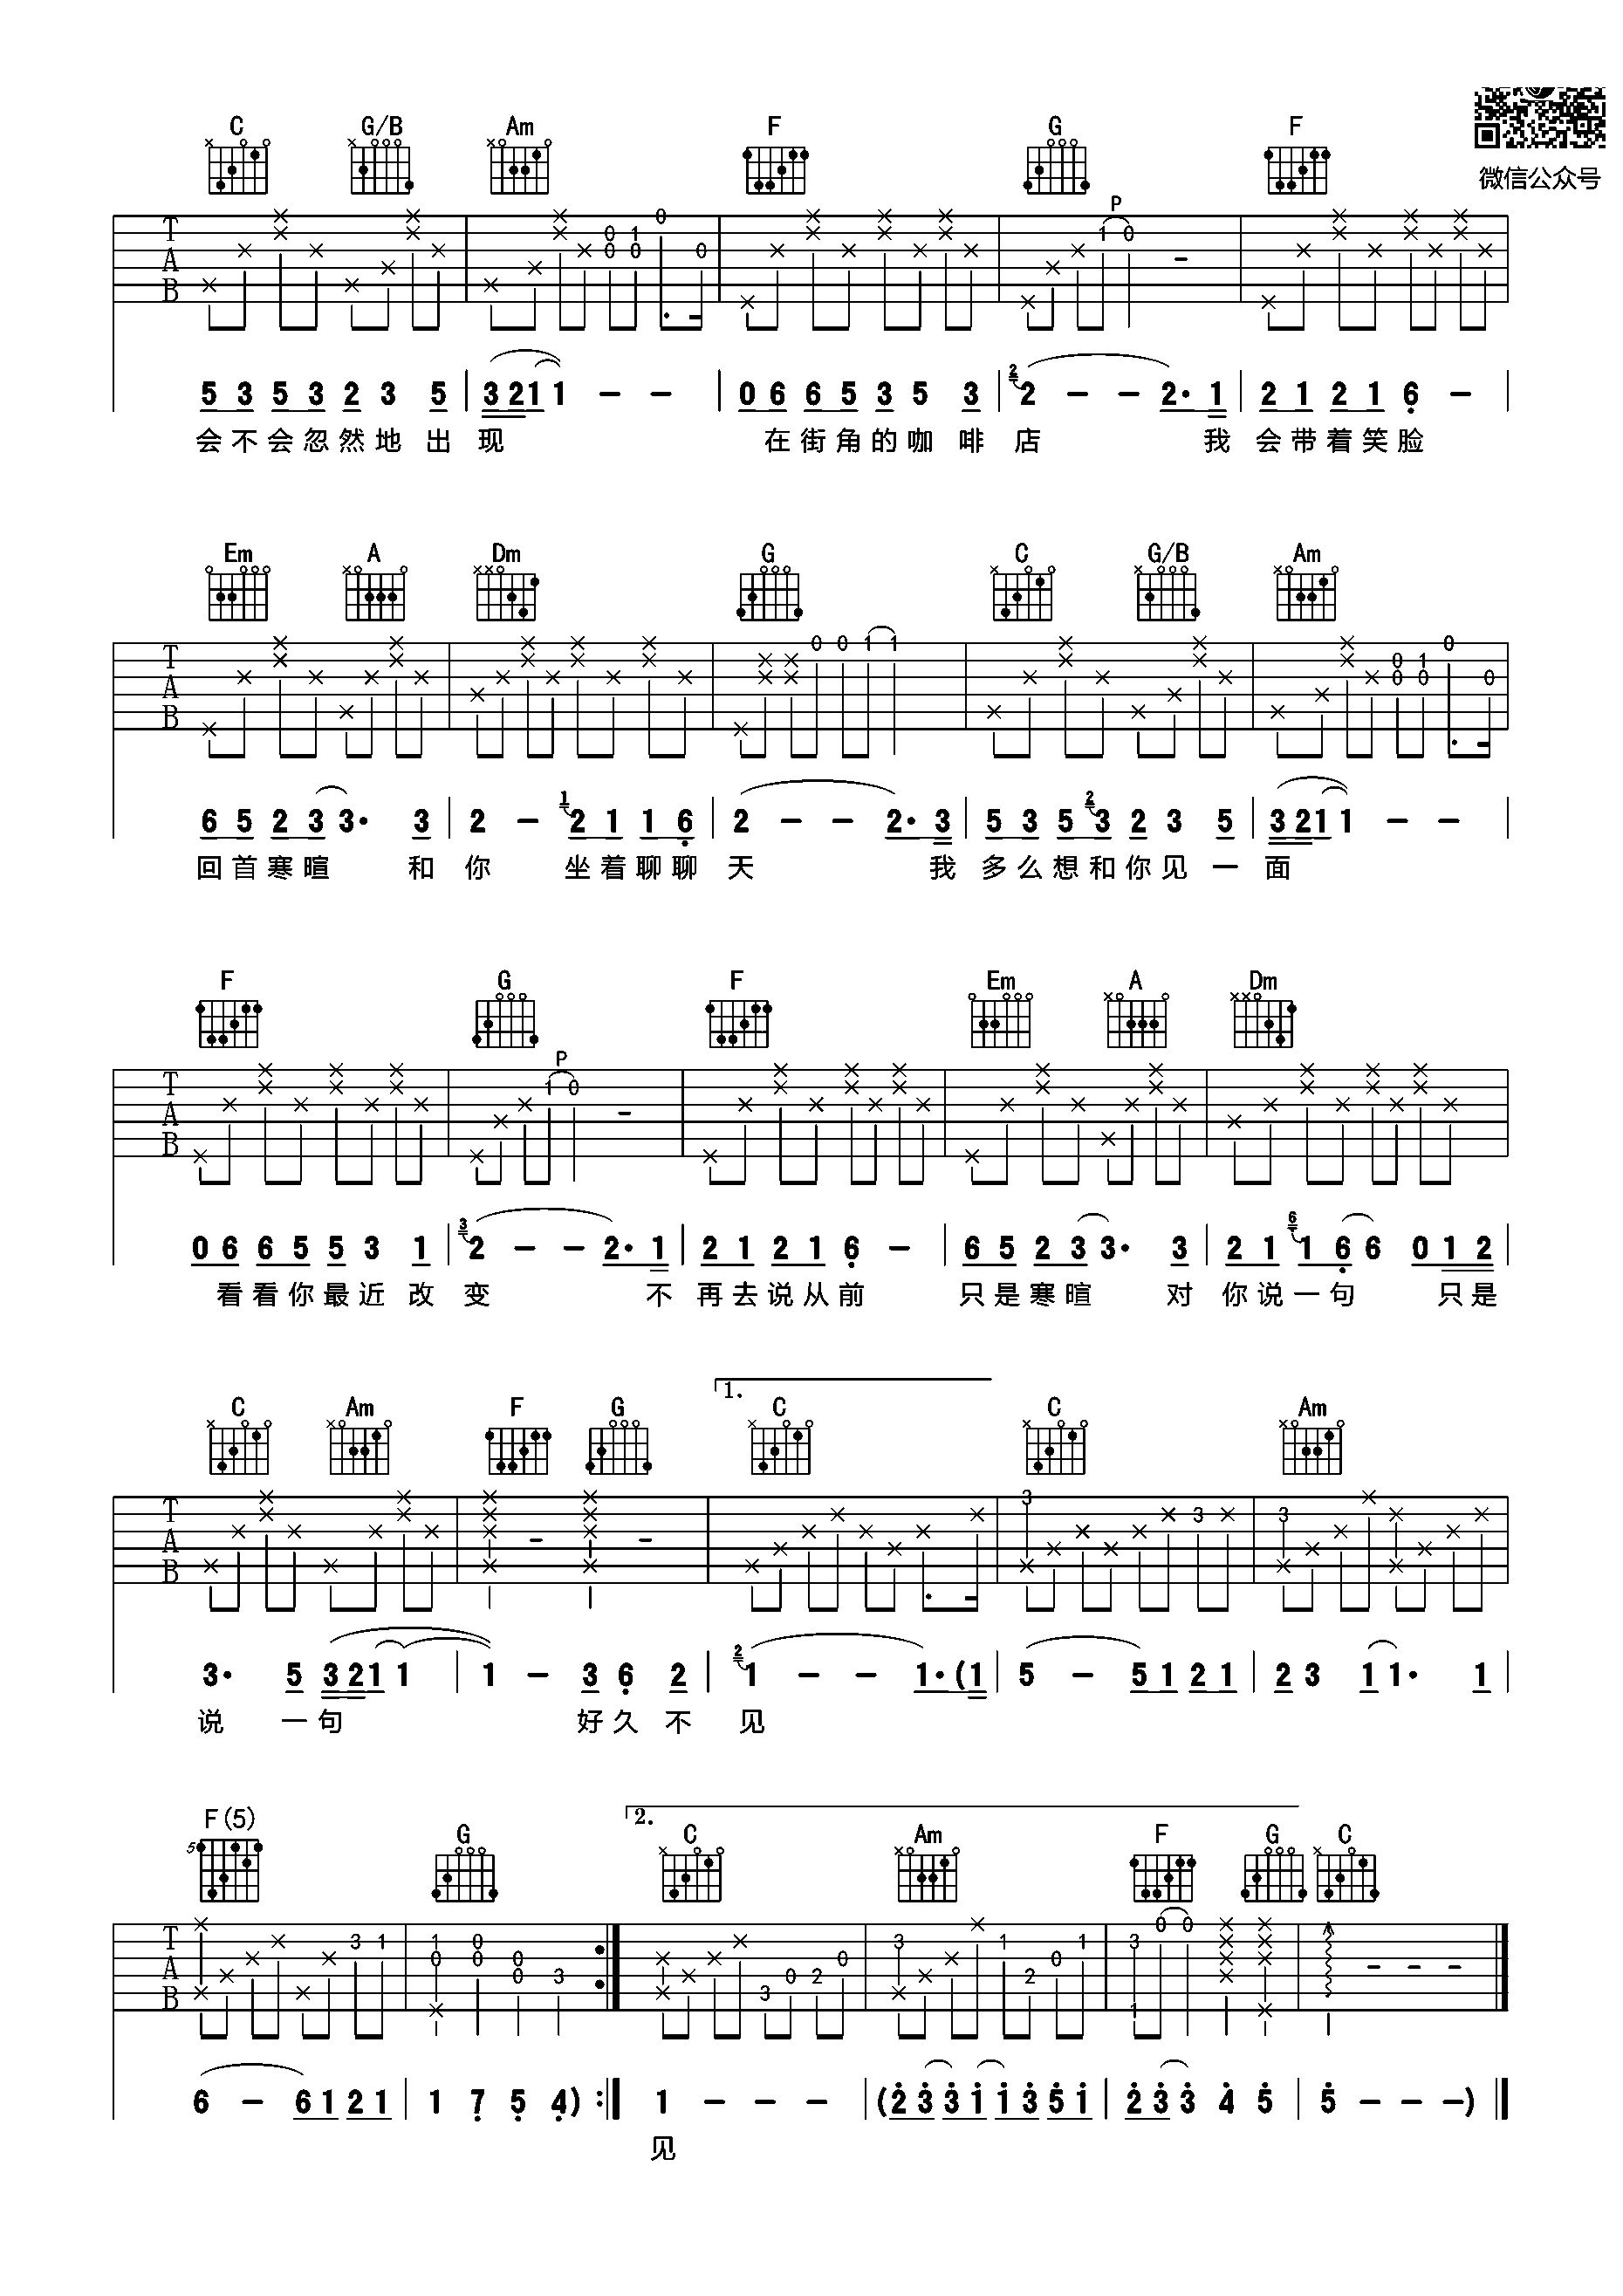 微信公众号
C G/B Am F G F
P
T A B
5 3 5 3 2 3 5 | 3 2 1 1 - - | 0 6 6 5 3 5 3 | 2 2 - - 2· 1 | 2 1 2 1 6 - |
会不会忽然地出现 在街角的咖啡店 我会带着笑脸
Em A Dm G C G/B Am
T A B
6 5 2 3 3· 3 | 2 - 1 2 1 1 6 | 2 - - 2· 3 | 5 3 5 2 3 2 3 5 | 3 2 1 1 - - |
回首寒暄 和你 坐着聊聊天 我多么想和你见一面
F G F Em A Dm
P
T A B
0 6 6 5 5 3 1 | 3 2 - - 2· 1 | 2 1 2 1 6 - | 6 5 2 3 3· 3 | 2 1 6 1 6 6 0 1 2
看看你最近改变 不再去说从前 只是寒暄 对你说一句 只是
1.
C Am F G C C Am
T A B
3· 5 3 2 1 1 | 1 - 3 6 2 | 2 1 - - 1· (1 | 5 - 5 1 2 1 | 2 3 1 1· 1 |
说 一句 好久不见
2.
F(5) G C Am F G C
5
T A B
6 - 6 1 2 1 | 1 7 5 4) :| 1 - - - | (2 3 3 1 1 3 5 1 | 2 3 3 4 5 | 5 - - -) |
见